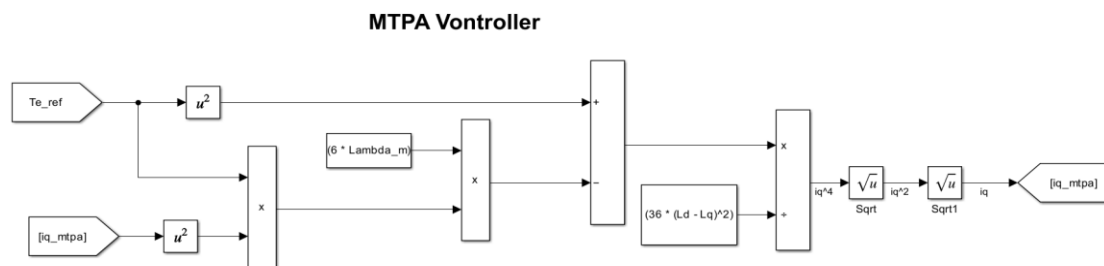 MTPA Vontroller
Te_ref
u²
+
(6 * Lambda_m)
x
x
−
[iq_mtpa]
u²
x
(36 * (Ld - Lq)^2)
÷
iq^4
√u
Sqrt
iq^2
√u
Sqrt1
iq
[iq_mtpa]